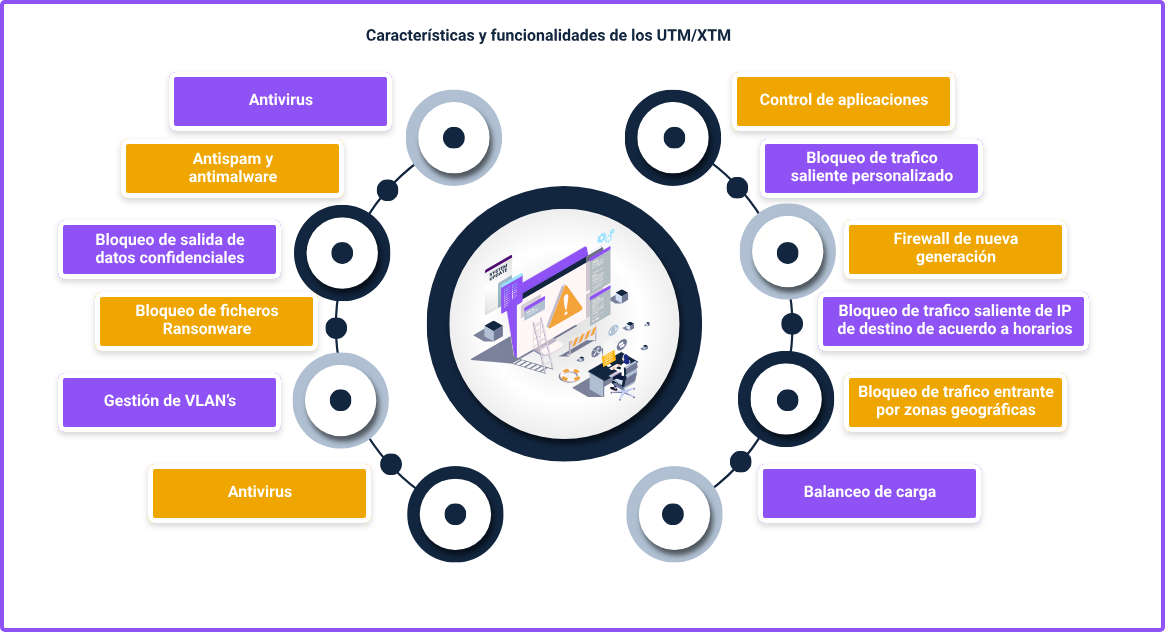 Características y funcionalidades de los UTM/XTM
Antivirus
Antispam y
antimalware
Bloqueo de salida de
datos confidenciales
Bloqueo de ficheros
Ransonware
Gestión de VLAN’s
Antivirus
SYSTEM
UPDATE
Control de aplicaciones
Bloqueo de trafico
saliente personalizado
Firewall de nueva
generación
Bloqueo de trafico saliente de IP
de destino de acuerdo a horarios
Bloqueo de trafico entrante
por zonas geográficas
Balanceo de carga